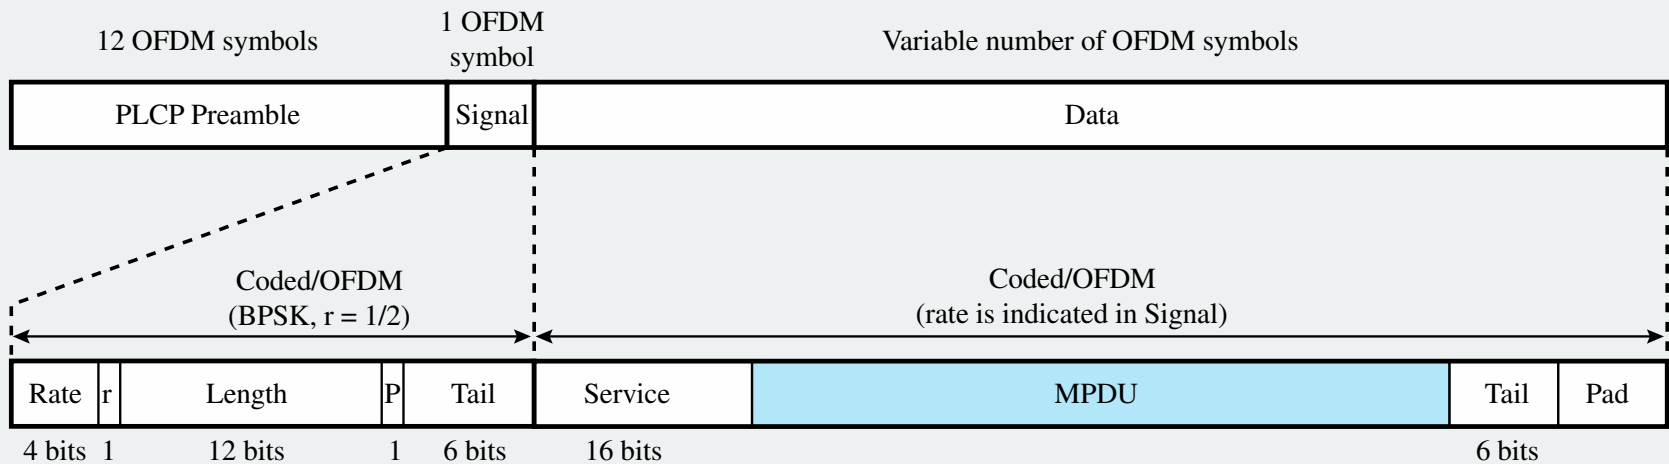 12 OFDM symbols
1 OFDM
symbol
Variable number of OFDM symbols
PLCP Preamble
Signal
Data
Coded/OFDM
(BPSK, r = 1/2)
Coded/OFDM
(rate is indicated in Signal)
Rate
r
Length
P
Tail
Service
MPDU
Tail
Pad
4 bits
1
12 bits
1
6 bits
16 bits
6 bits